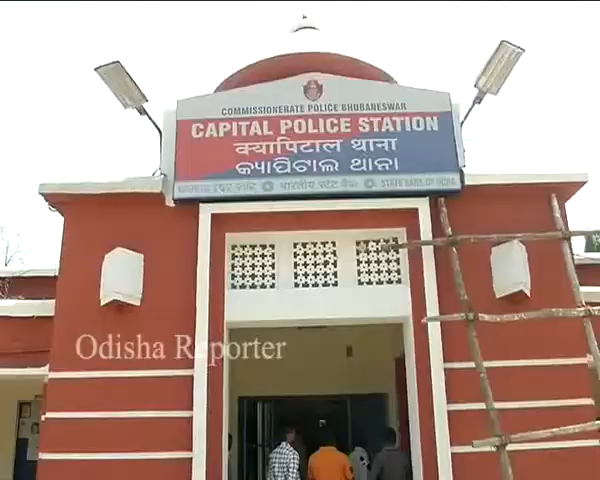 COMMISSIONERATE POLICE BHUBANESWAR
CAPITAL POLICE STATION
क्यापिटाल थाना
କ୍ୟାପିଟାଲ ଥାନା
भारतीय स्टेट बैंक STATE BANK OF INDIA
Odisha Reporter